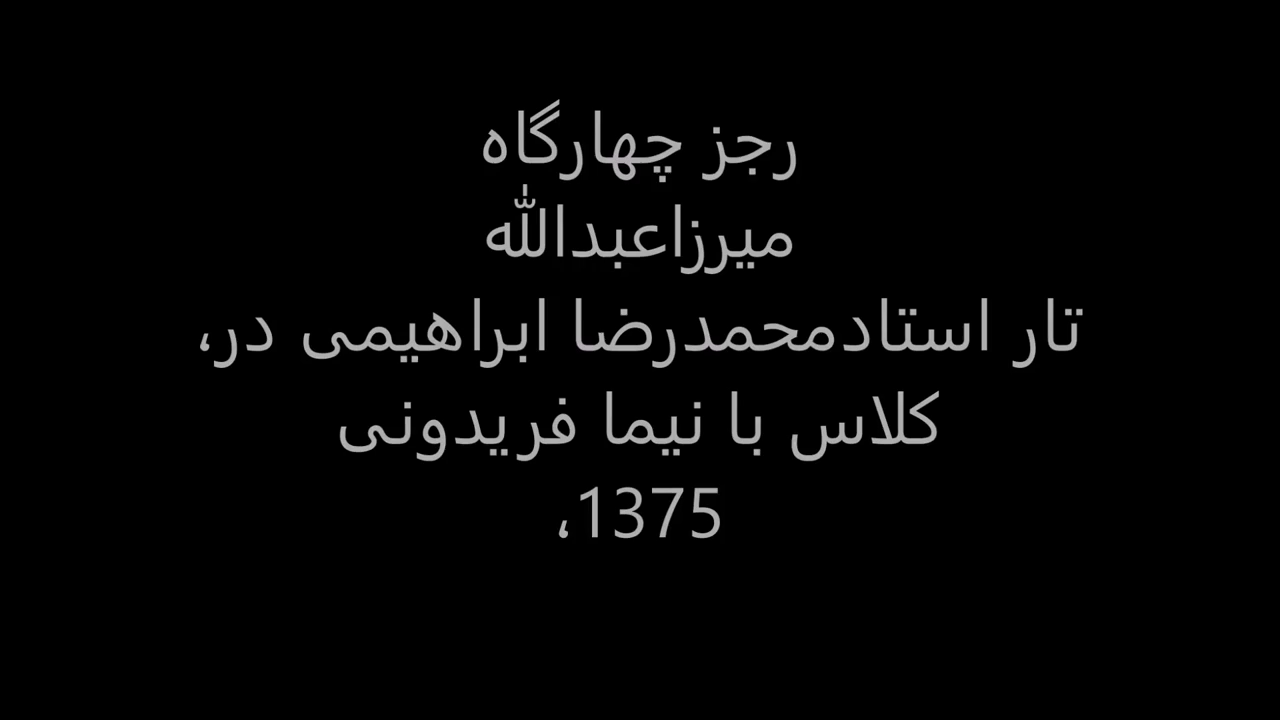 رجز چهارگاه
میرزاعبدالله
تار استادمحمدرضا ابراهیمی در،
کلاس با نیما فریدونی
1375،